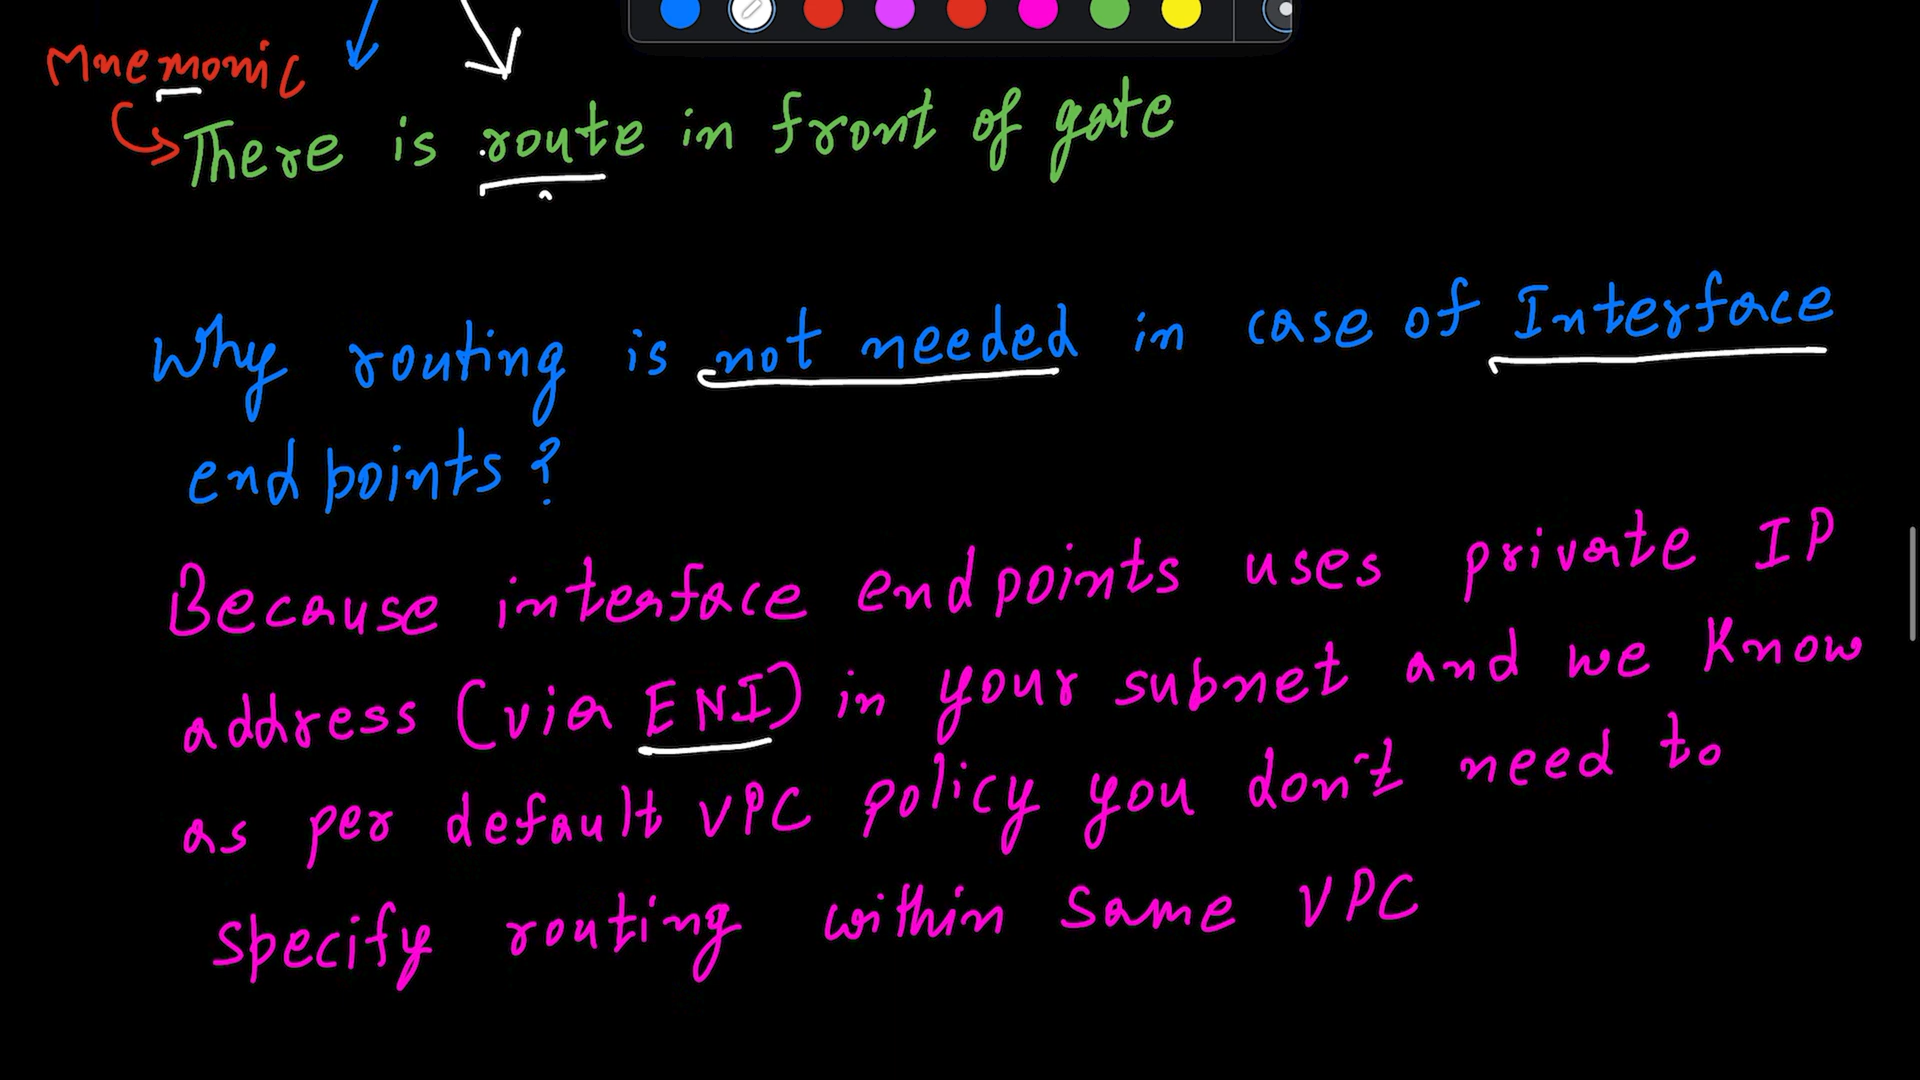 Mnemonic
There is route in front of gate
Why routing is not needed in case of Interface
endpoints?
Because interface endpoints uses private IP
address (via ENI) in your subnet and we know
as per default VPC policy you don't need to
specify routing within same VPC